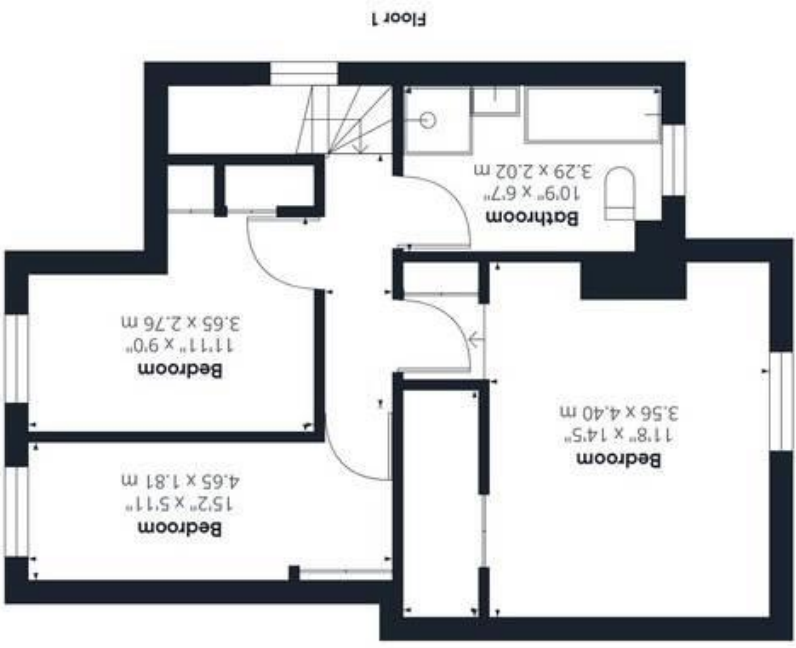 Bedroom
15'2" x 5'11"
4.65 x 1.81 m
Bedroom
11'8" x 14'5"
3.56 x 4.40 m
Bedroom
11'11" x 9'0"
3.65 x 2.76 m
Bathroom
10'9" x 6'7"
3.29 x 2.02 m
Floor 1